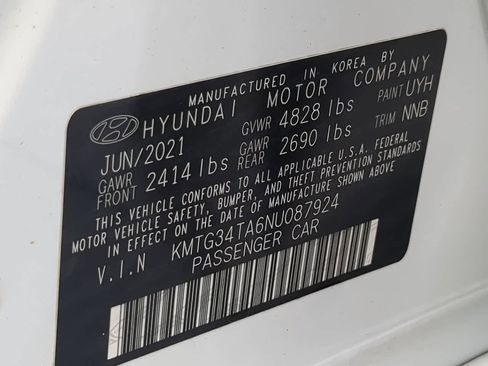 MANUFACTURED IN KOREA BY
HYUNDAI MOTOR COMPANY
JUN/2021 GVWR 4828 lbs PAINT UYH
GAWR FRONT 2414 lbs GAWR REAR 2690 lbs TRIM NNB
THIS VEHICLE CONFORMS TO ALL APPLICABLE U.S.A. FEDERAL
MOTOR VEHICLE SAFETY, BUMPER, AND THEFT PREVENTION STANDARDS
IN EFFECT ON THE DATE OF MANUFACTURE SHOWN ABOVE
V.I.N KMTG34TA6NU087924
PASSENGER CAR